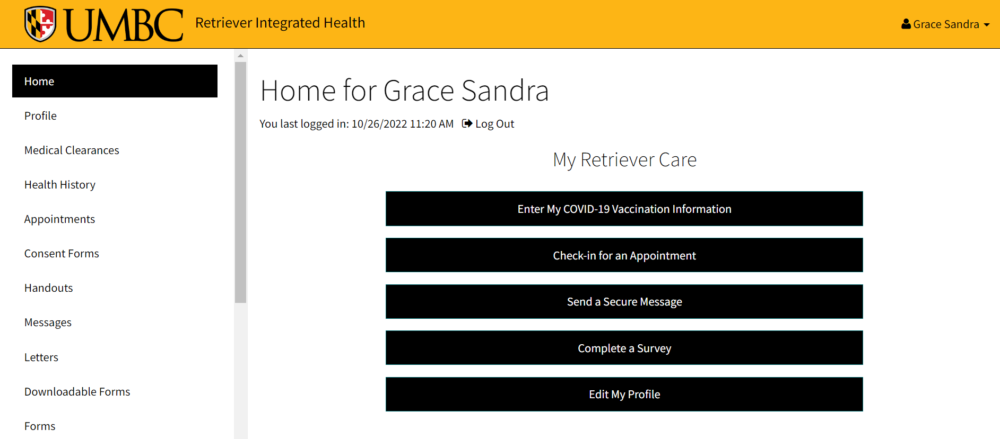 UMBC Retriever Integrated Health
Grace Sandra
Home
Profile
Medical Clearances
Health History
Appointments
Consent Forms
Handouts
Messages
Letters
Downloadable Forms
Forms
Home for Grace Sandra
You last logged in: 10/26/2022 11:20 AM Log Out
My Retriever Care
Enter My COVID-19 Vaccination Information
Check-in for an Appointment
Send a Secure Message
Complete a Survey
Edit My Profile